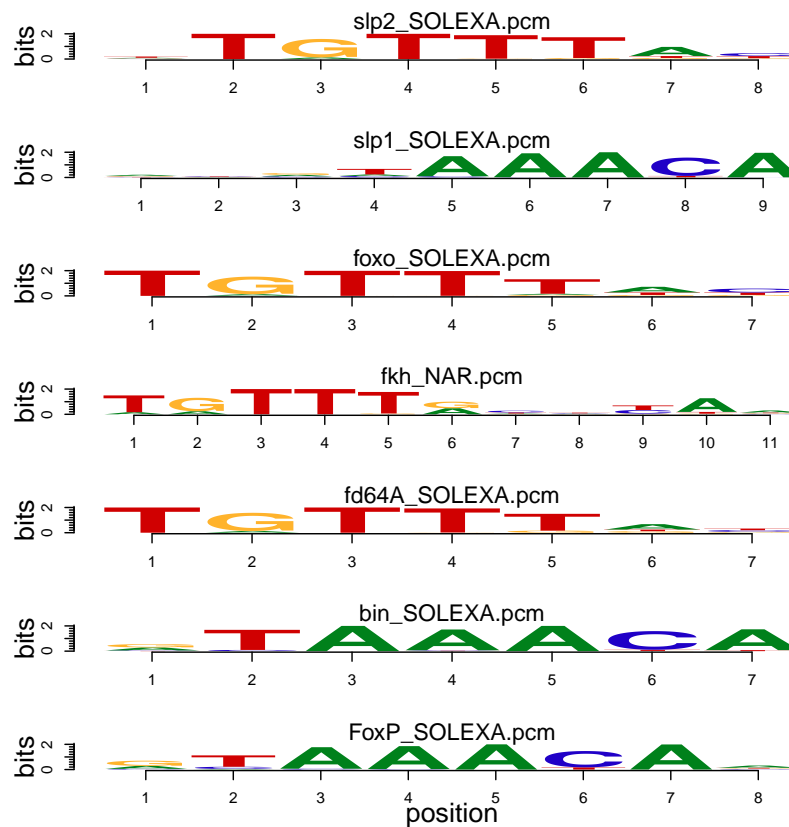 slp2_SOLEXA.pcm
bits
0 2
T T G T T T A C
1 2 3 4 5 6 7 8
slp1_SOLEXA.pcm
bits
0 2
T A A A C A
1 2 3 4 5 6 7 8 9
foxo_SOLEXA.pcm
bits
0 2
T G T T T A C
1 2 3 4 5 6 7
fkh_NAR.pcm
bits
0 2
T G T T T G A T C A
1 2 3 4 5 6 7 8 9 10 11
fd64A_SOLEXA.pcm
bits
0 2
T G T T T A
1 2 3 4 5 6 7
bin_SOLEXA.pcm
bits
0 2
G T A A A C A
1 2 3 4 5 6 7
FoxP_SOLEXA.pcm
bits
0 2
G T A A A C A
1 2 3 4 5 6 7 8
position